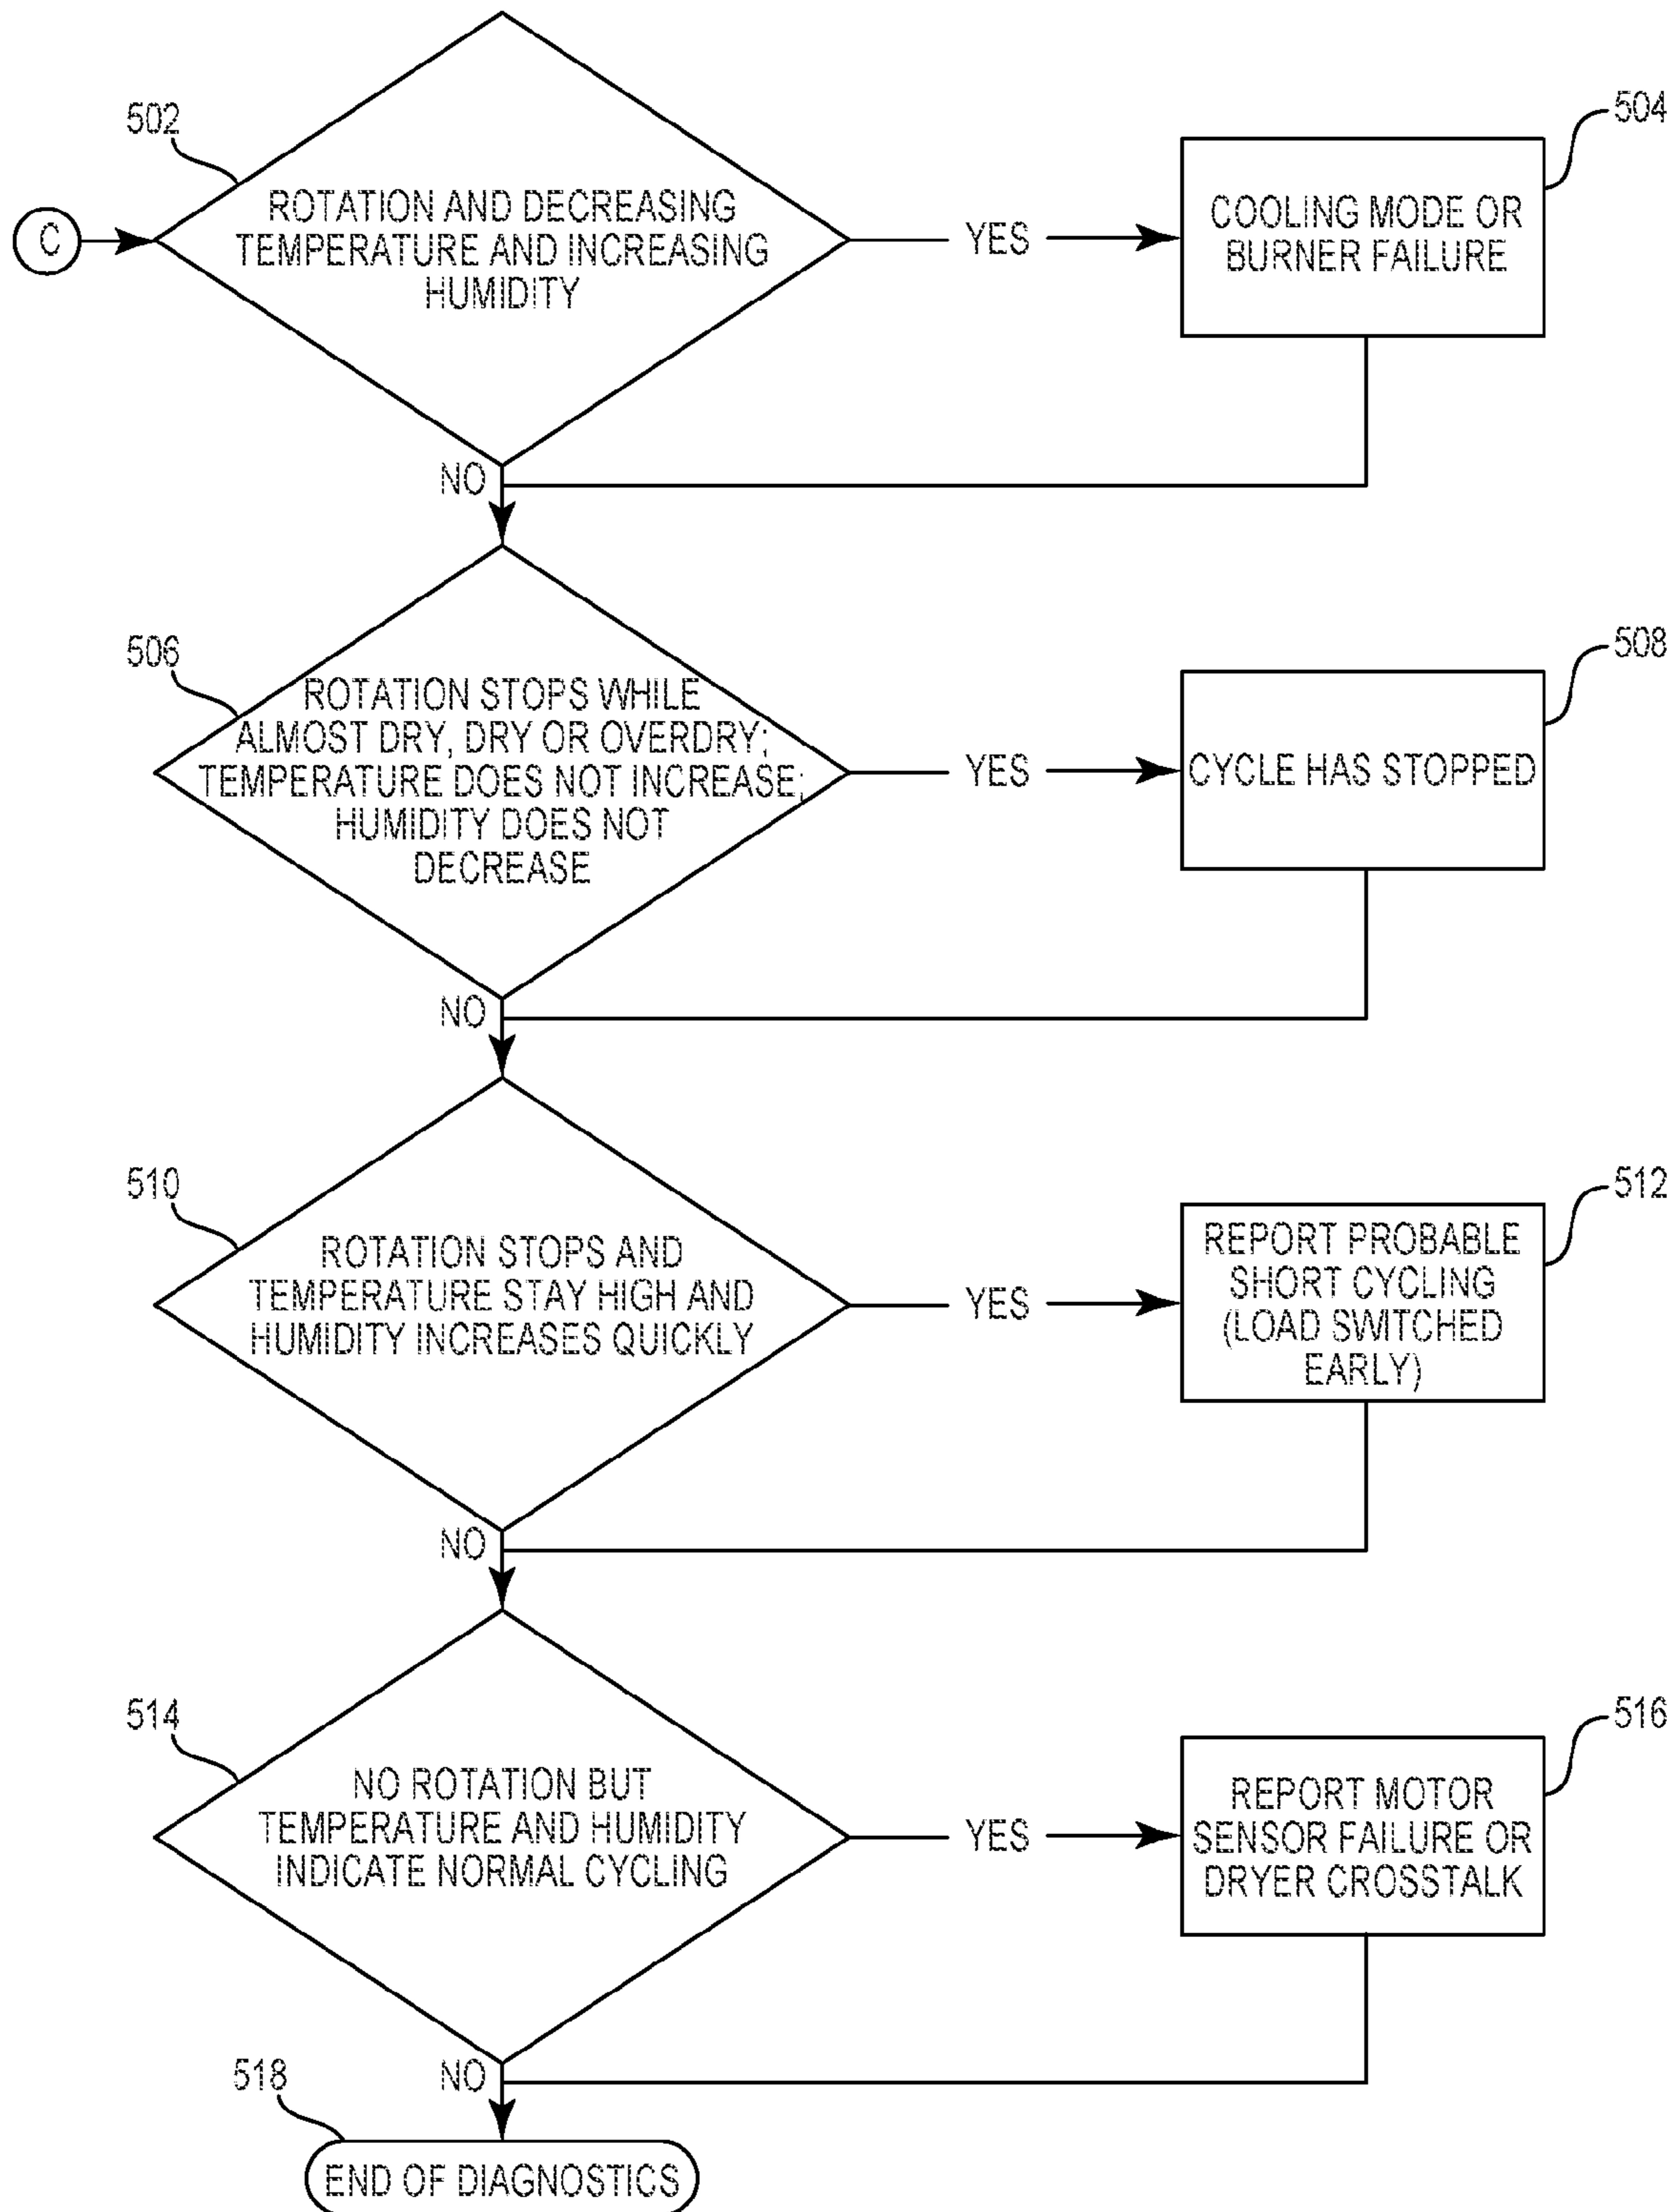 502
504
C
ROTATION AND DECREASING
TEMPERATURE AND INCREASING
HUMIDITY
YES
COOLING MODE OR
BURNER FAILURE
NO
506
508
ROTATION STOPS WHILE
ALMOST DRY, DRY OR OVERDRY;
TEMPERATURE DOES NOT INCREASE;
HUMIDITY DOES NOT
DECREASE
YES
CYCLE HAS STOPPED
NO
510
512
ROTATION STOPS AND
TEMPERATURE STAY HIGH AND
HUMIDITY INCREASES QUICKLY
YES
REPORT PROBABLE
SHORT CYCLING
(LOAD SWITCHED
EARLY)
NO
514
516
NO ROTATION BUT
TEMPERATURE AND HUMIDITY
INDICATE NORMAL CYCLING
YES
REPORT MOTOR
SENSOR FAILURE OR
DRYER CROSSTALK
NO
518
END OF DIAGNOSTICS